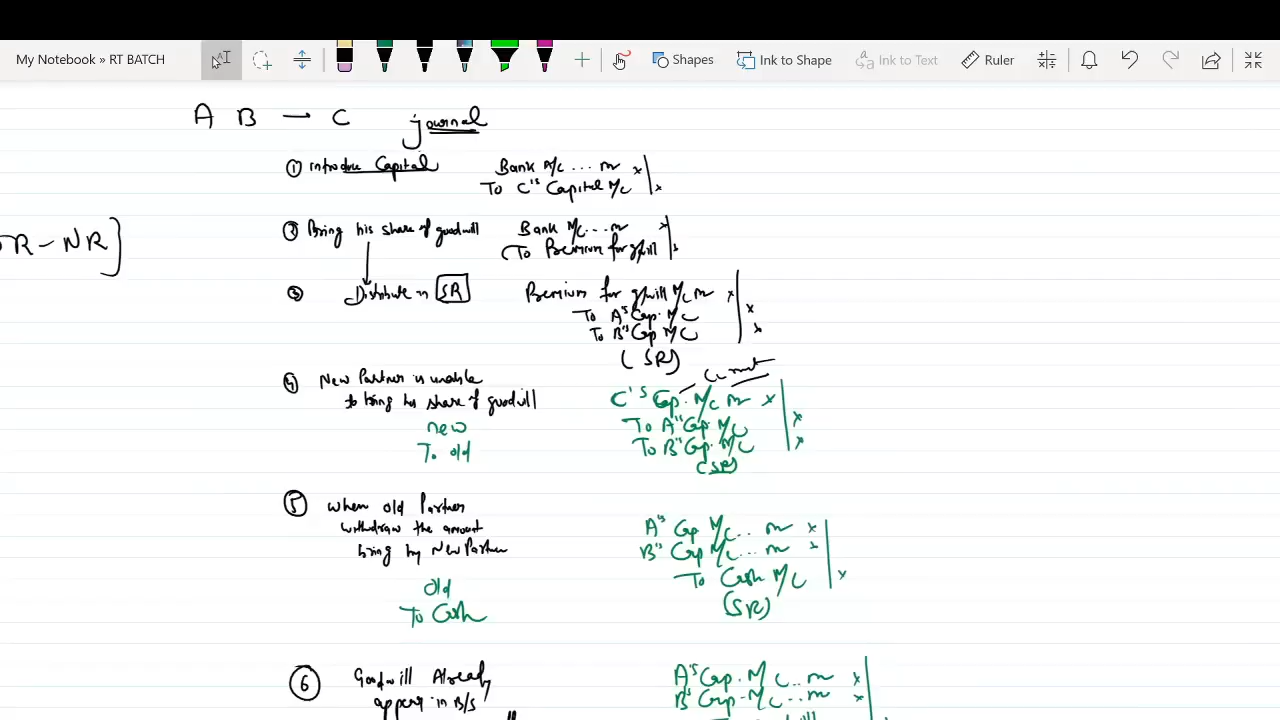 My Notebook » RT BATCH
Shapes
Ink to Shape
Ink to Text
Ruler
A B → C journal
① introduce Capital
Bank A/c ... Dr x
To C's Capital A/c x
② Bring his share of goodwill
Bank A/c ... Dr x
(To Premium for g/will x
R - NR]
③ Distribute in SR
Premium for g/will A/c Dr x
To A's Cap. A/c x
To B's Cap A/c x
(SR)
④ New Partner is unable
to bring his share of goodwill
new
To old
Current
C's Cap. A/c Dr x
To A's Cap. A/c x
To B's Cap. A/c x
(SR)
⑤ when old Partner
withdraw the amount
bring by New Partner
old
To Cash
A's Cap A/c ... Dr x
B's Cap A/c ... Dr x
To Cash A/c x
(SR)
⑥ Goodwill Already
appear in B/S
A's Cap. A/c ... Dr x
B's Cap. A/c ... Dr x